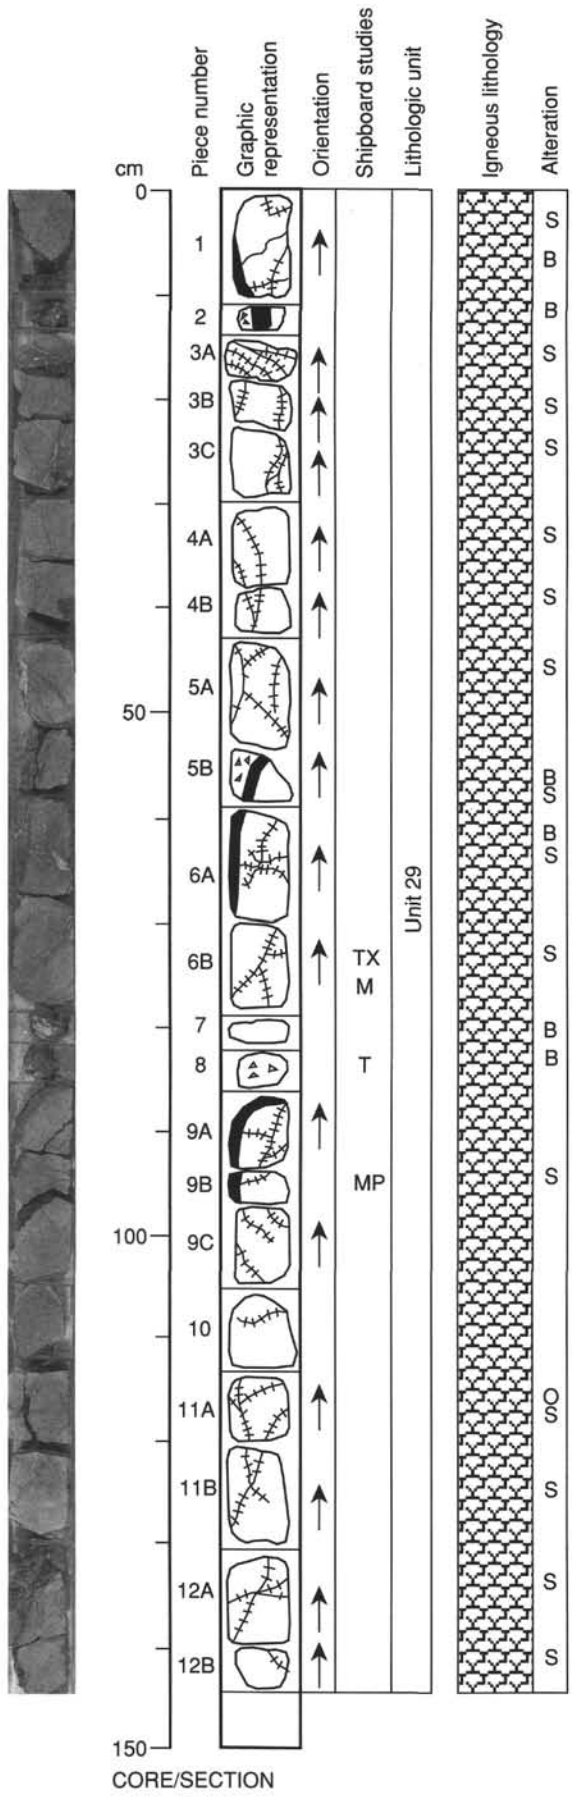 cm
Piece number
Graphic representation
Orientation
Shipboard studies
Lithologic unit
Igneous lithology
Alteration
0
1
S
B
2
B
3A
S
3B
S
3C
S
4A
S
4B
S
5A
S
50
5B
B
S
6A
B
S
Unit 29
6B
TX
M
S
7
B
8
T
B
9A
9B
MP
S
100
9C
10
11A
O
S
11B
S
12A
S
12B
S
150
CORE/SECTION